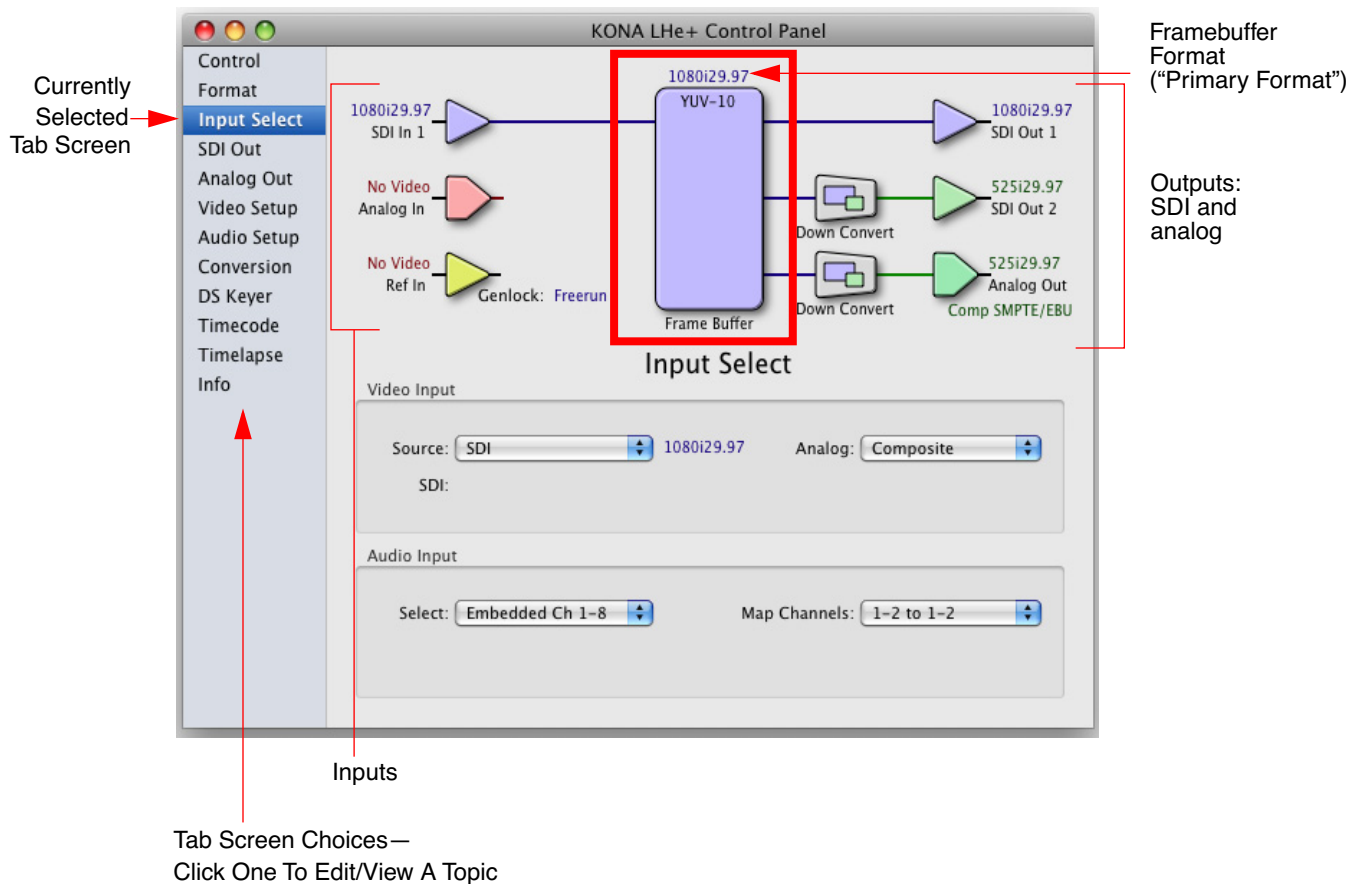 KONA LHe+ Control Panel
Framebuffer
Format
(“Primary Format”)
Currently
Selected
Tab Screen
Control
Format
Input Select
SDI Out
Analog Out
Video Setup
Audio Setup
Conversion
DS Keyer
Timecode
Timelapse
Info
1080i29.97
SDI In 1
No Video
Analog In
No Video
Ref In
Genlock: Freerun
1080i29.97
YUV-10
Frame Buffer
Down Convert
Down Convert
1080i29.97
SDI Out 1
525i29.97
SDI Out 2
525i29.97
Analog Out
Comp SMPTE/EBU
Outputs:
SDI and
analog
Input Select
Video Input
Source: SDI 1080i29.97 Analog: Composite
SDI:
Audio Input
Select: Embedded Ch 1-8 Map Channels: 1-2 to 1-2
Inputs
Tab Screen Choices—
Click One To Edit/View A Topic